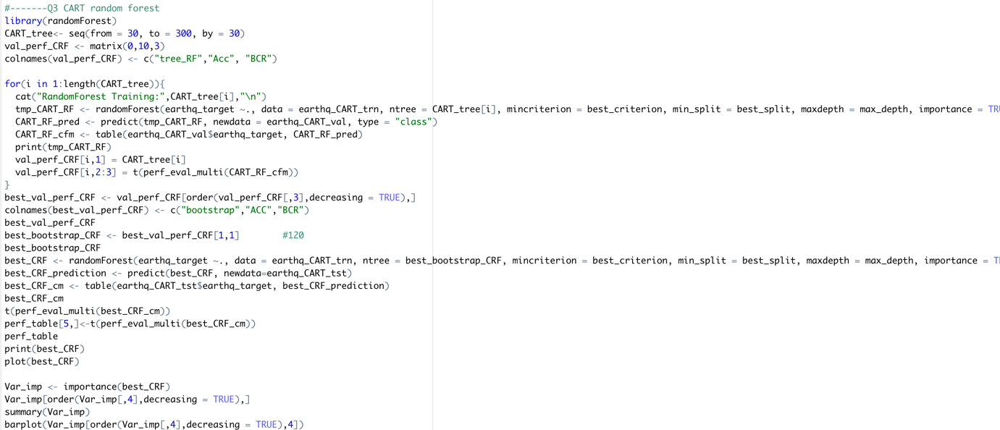 #-------Q3 CART random forest
library(randomForest)
CART_tree<- seq(from = 30, to = 300, by = 30)
val_perf_CRF <- matrix(0,10,3)
colnames(val_perf_CRF) <- c("tree_RF","Acc", "BCR")
for(i in 1:length(CART_tree)){
cat("RandomForest Training:",CART_tree[i],"\n")
tmp_CART_RF <- randomForest(earthq_target ~., data = earthq_CART_trn, ntree = CART_tree[i], mincriterion = best_criterion, min_split = best_split, maxdepth = max_depth, importance = TRU
CART_RF_pred <- predict(tmp_CART_RF, newdata = earthq_CART_val, type = "class")
CART_RF_cfm <- table(earthq_CART_val$earthq_target, CART_RF_pred)
print(tmp_CART_RF)
val_perf_CRF[i,1] = CART_tree[i]
val_perf_CRF[i,2:3] = t(perf_eval_multi(CART_RF_cfm))
}
best_val_perf_CRF <- val_perf_CRF[order(val_perf_CRF[,3],decreasing = TRUE),]
colnames(best_val_perf_CRF) <- c("bootstrap","ACC","BCR")
best_val_perf_CRF
best_bootstrap_CRF <- best_val_perf_CRF[1,1] #120
best_bootstrap_CRF
best_CRF <- randomForest(earthq_target ~., data = earthq_CART_trn, ntree = best_bootstrap_CRF, mincriterion = best_criterion, min_split = best_split, maxdepth = max_depth, importance = T
best_CRF_prediction <- predict(best_CRF, newdata=earthq_CART_tst)
best_CRF_cm <- table(earthq_CART_tst$earthq_target, best_CRF_prediction)
best_CRF_cm
t(perf_eval_multi(best_CRF_cm))
perf_table[5,]<-t(perf_eval_multi(best_CRF_cm))
perf_table
print(best_CRF)
plot(best_CRF)
Var_imp <- importance(best_CRF)
Var_imp[order(Var_imp[,4],decreasing = TRUE),]
summary(Var_imp)
barplot(Var_imp[order(Var_imp[,4],decreasing = TRUE),4])